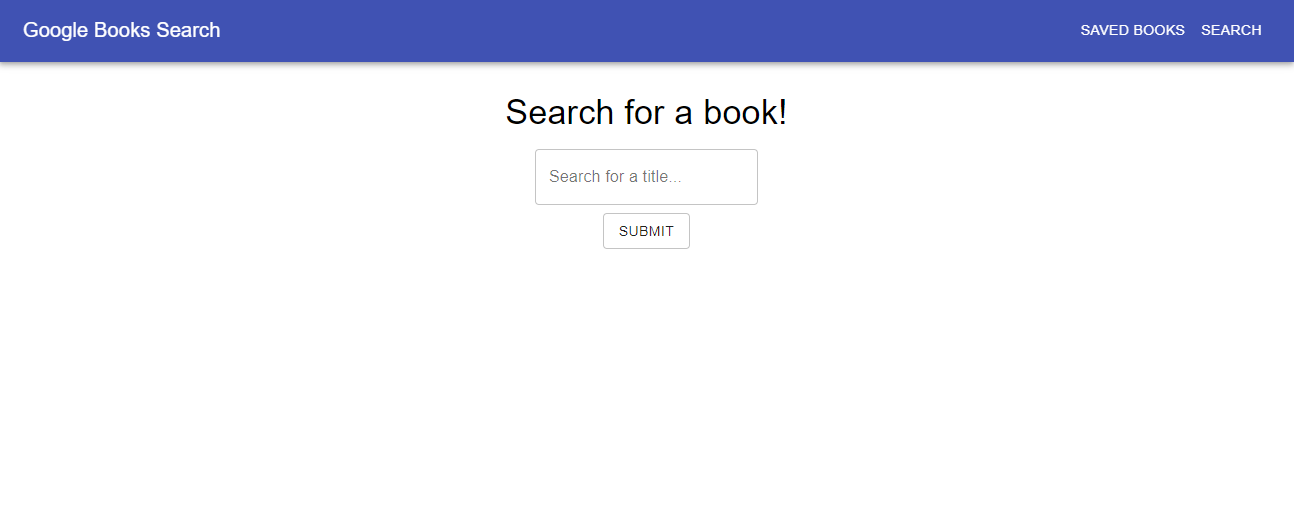 Google Books Search
SAVED BOOKS SEARCH
Search for a book!
Search for a title...
SUBMIT